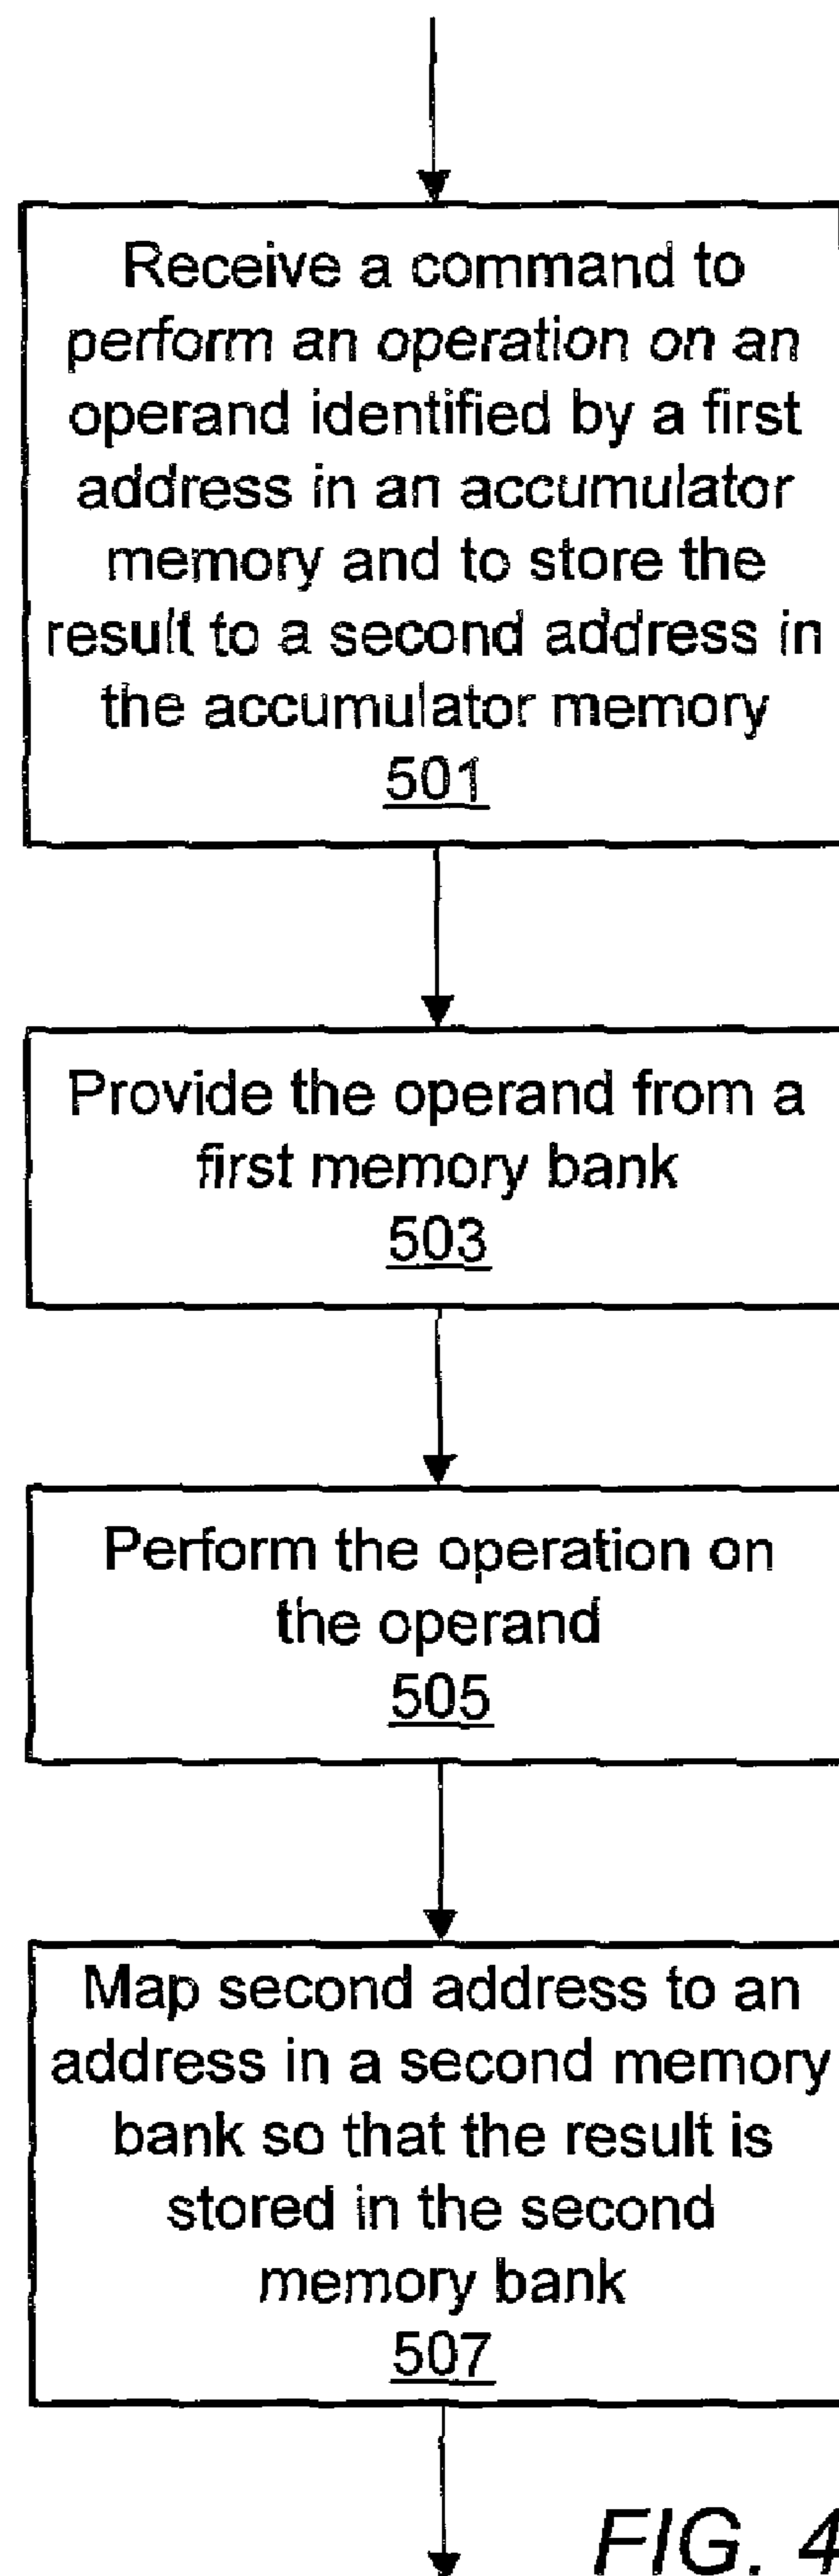 Receive a command to
perform an operation on an
operand identified by a first
address in an accumulator
memory and to store the
result to a second address in
the accumulator memory
501
Provide the operand from a
first memory bank
503
Perform the operation on
the operand
505
Map second address to an
address in a second memory
bank so that the result is
stored in the second
memory bank
507
FIG. 4